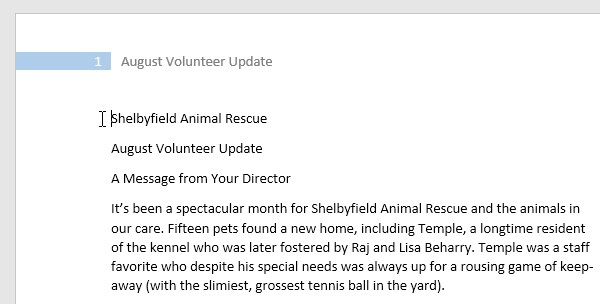 1 August Volunteer Update
Shelbyfield Animal Rescue
August Volunteer Update
A Message from Your Director
It’s been a spectacular month for Shelbyfield Animal Rescue and the animals in
our care. Fifteen pets found a new home, including Temple, a longtime resident
of the kennel who was later fostered by Raj and Lisa Beharry. Temple was a staff
favorite who despite his special needs was always up for a rousing game of keep-
away (with the slimiest, grossest tennis ball in the yard).